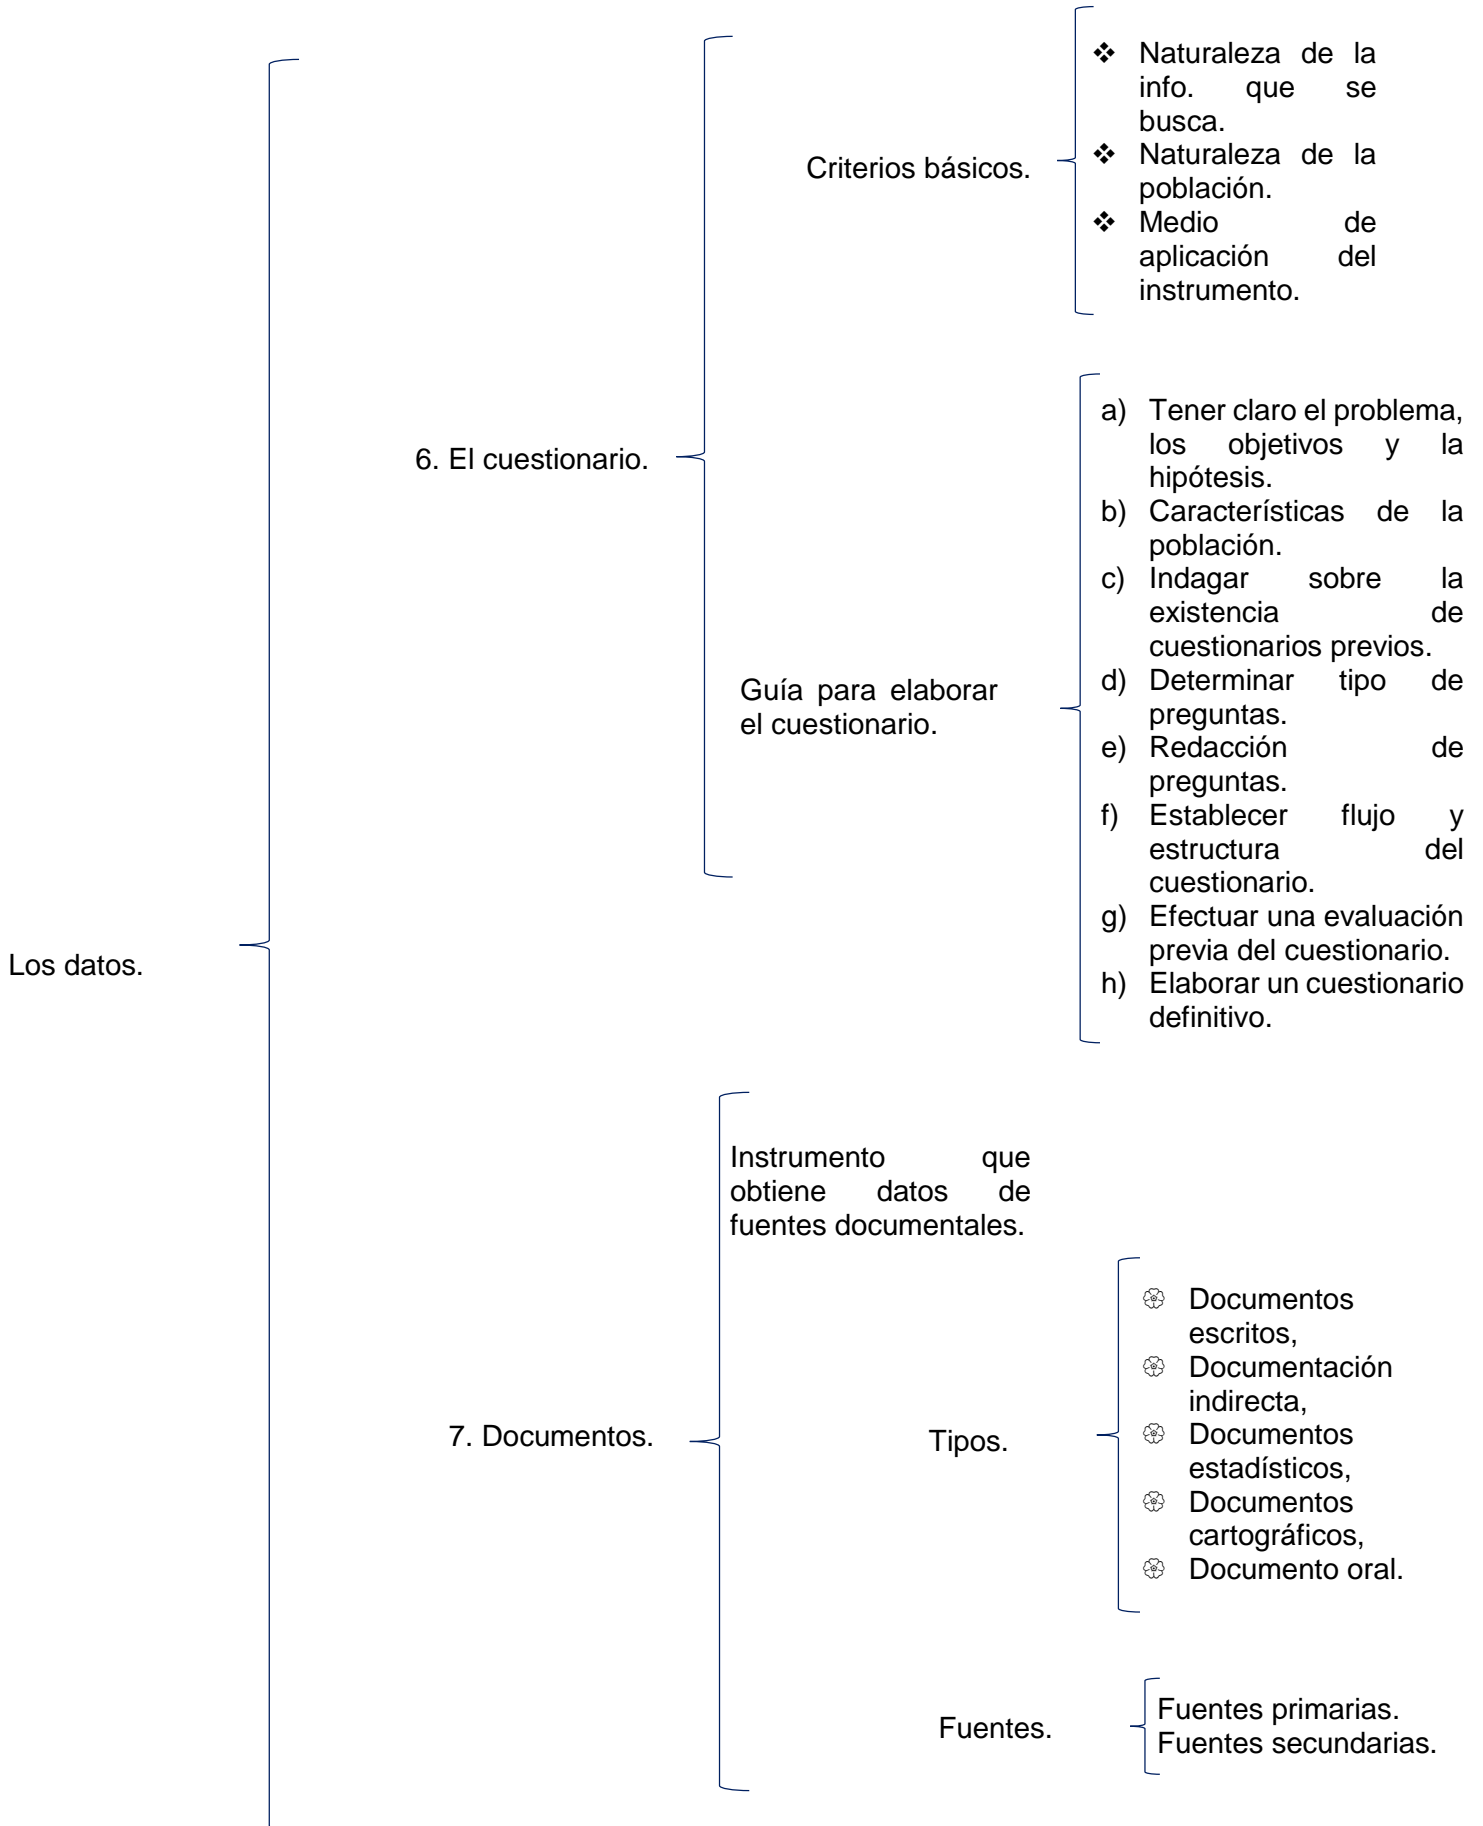 ❖ Naturaleza de la
info. que se
busca.
❖ Naturaleza de la
población.
❖ Medio de
aplicación del
instrumento.
Criterios básicos.
6. El cuestionario.
a) Tener claro el problema,
los objetivos y la
hipótesis.
b) Características de la
población.
c) Indagar sobre la
existencia de
cuestionarios previos.
d) Determinar tipo de
preguntas.
e) Redacción de
preguntas.
f) Establecer flujo y
estructura del
cuestionario.
g) Efectuar una evaluación
previa del cuestionario.
h) Elaborar un cuestionario
definitivo.
Guía para elaborar
el cuestionario.
Los datos.
Instrumento que
obtiene datos de
fuentes documentales.
7. Documentos.
Tipos.
Documentos
escritos,
Documentación
indirecta,
Documentos
estadísticos,
Documentos
cartográficos,
Documento oral.
Fuentes.
Fuentes primarias.
Fuentes secundarias.